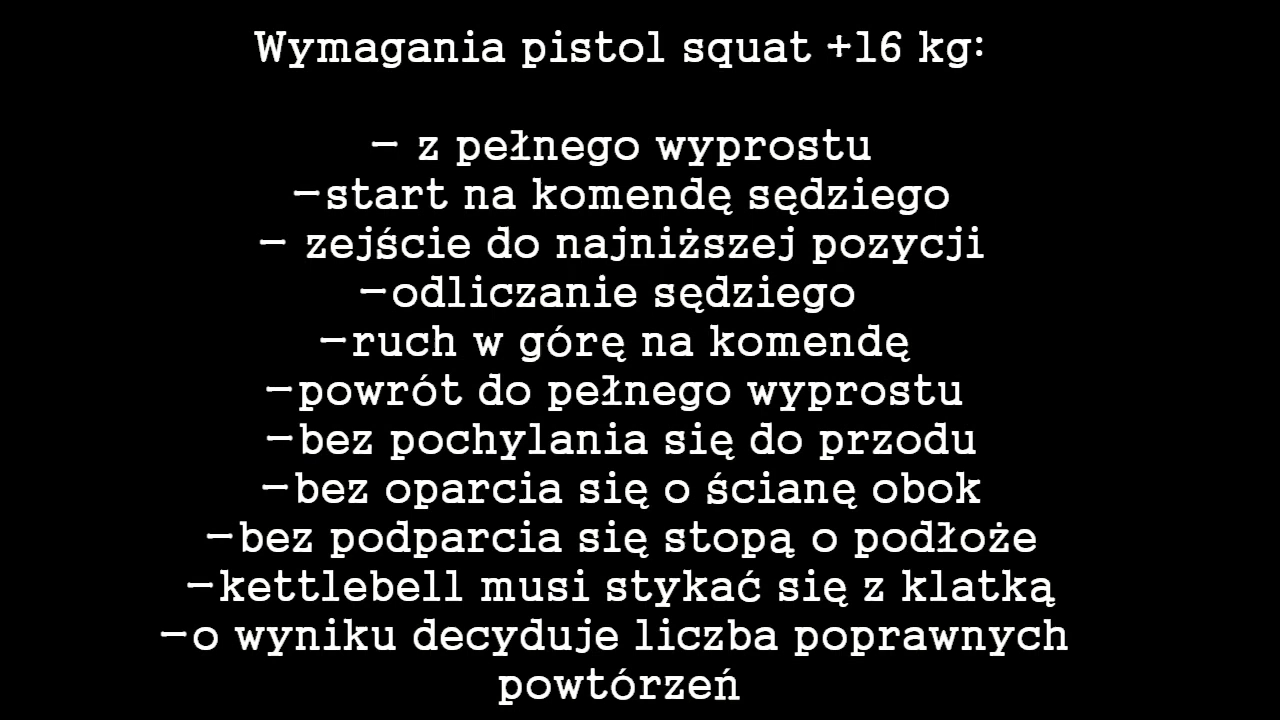 Wymagania pistol squat +16 kg:
- z pełnego wyprostu
-start na komendę sędziego
- zejście do najniższej pozycji
-odliczanie sędziego
-ruch w górę na komendę
-powrót do pełnego wyprostu
-bez pochylania się do przodu
-bez oparcia się o ścianę obok
-bez podparcia się stopą o podłoże
-kettlebell musi stykać się z klatką
-o wyniku decyduje liczba poprawnych
powtórzeń